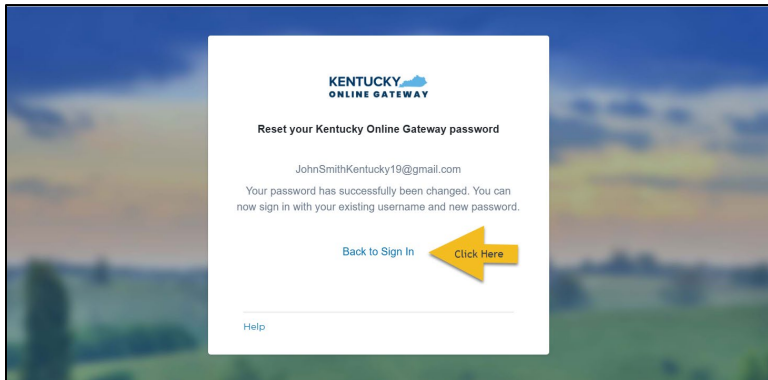 KENTUCKY
ONLINE GATEWAY
Reset your Kentucky Online Gateway password
JohnSmithKentucky19@gmail.com
Your password has successfully been changed. You can
now sign in with your existing username and new password.
Back to Sign In
Click Here
Help